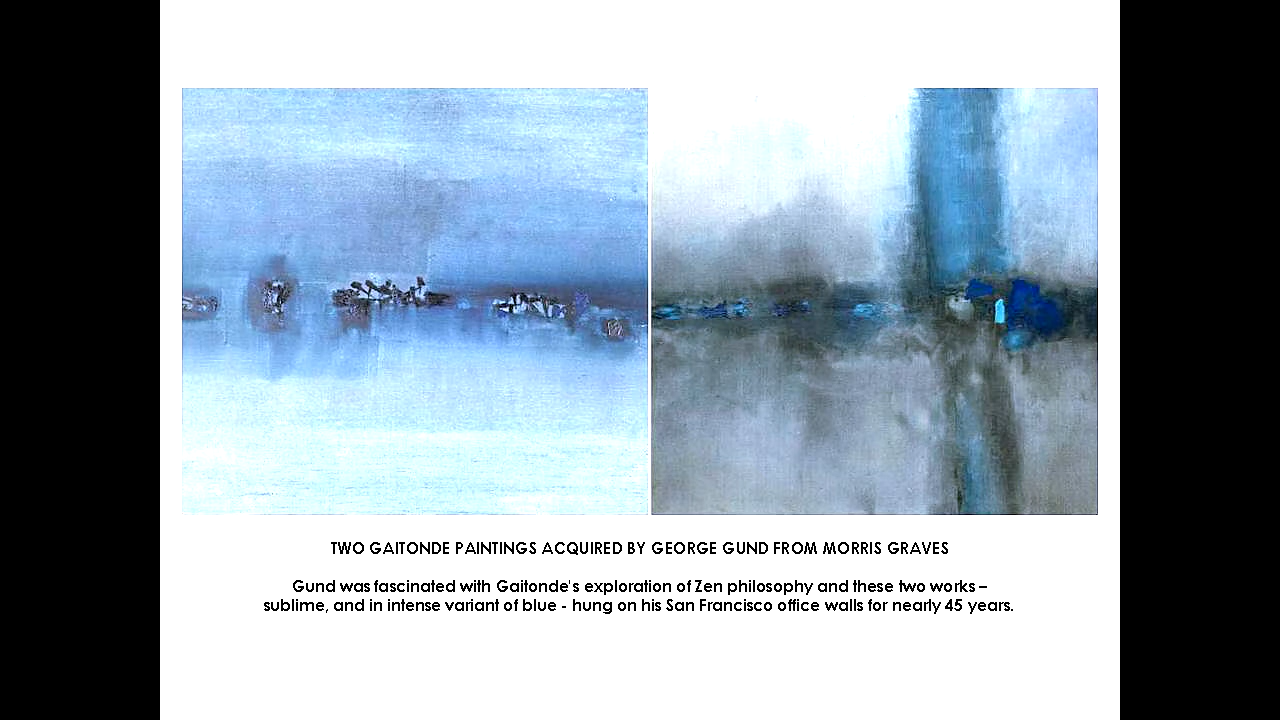 TWO GAITONDE PAINTINGS ACQUIRED BY GEORGE GUND FROM MORRIS GRAVES
Gund was fascinated with Gaitonde's exploration of Zen philosophy and these two works –
sublime, and in intense variant of blue - hung on his San Francisco office walls for nearly 45 years.